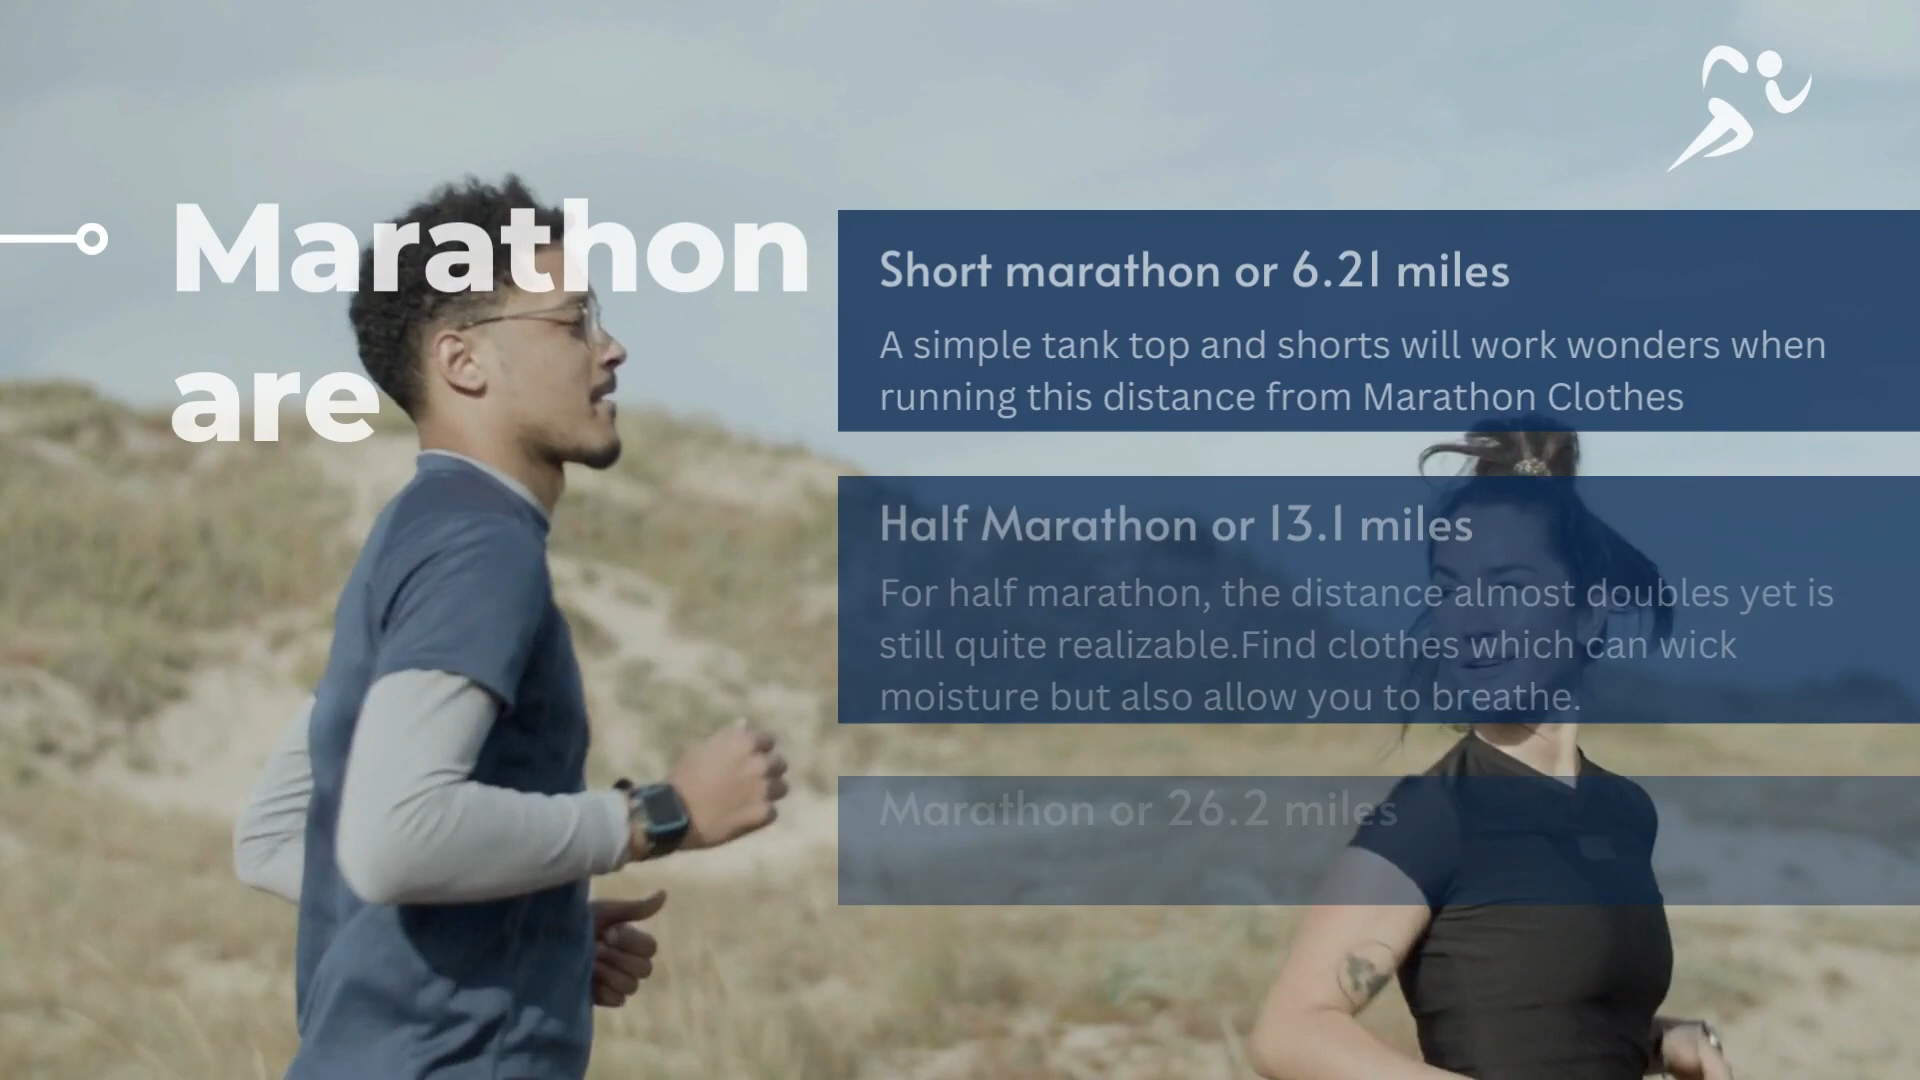 Marathon
are
Short marathon or 6.21 miles
A simple tank top and shorts will work wonders when
running this distance from Marathon Clothes
Half Marathon or 13.1 miles
For half marathon, the distance almost doubles yet is
still quite realizable.Find clothes which can wick
moisture but also allow you to breathe.
Marathon or 26.2 miles